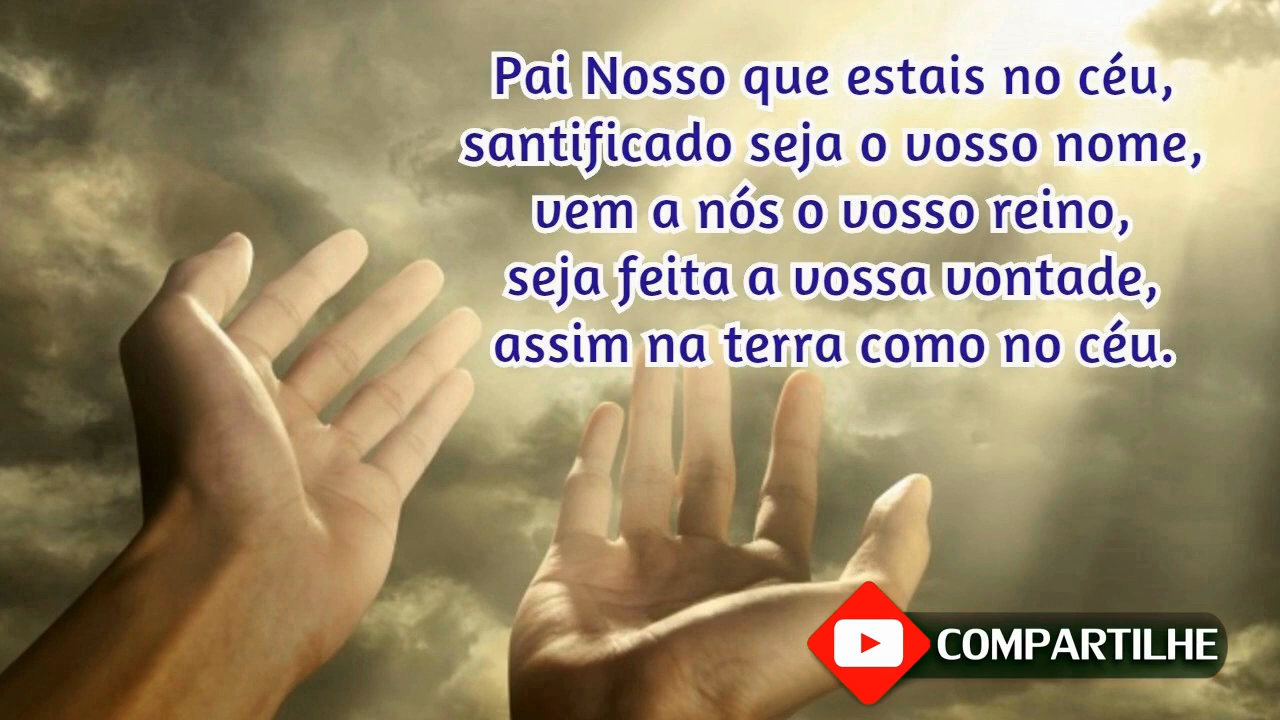 Pai Nosso que estais no céu,
santificado seja o vosso nome,
vem a nós o vosso reino,
seja feita a vossa vontade,
assim na terra como no céu.
COMPARTILHE